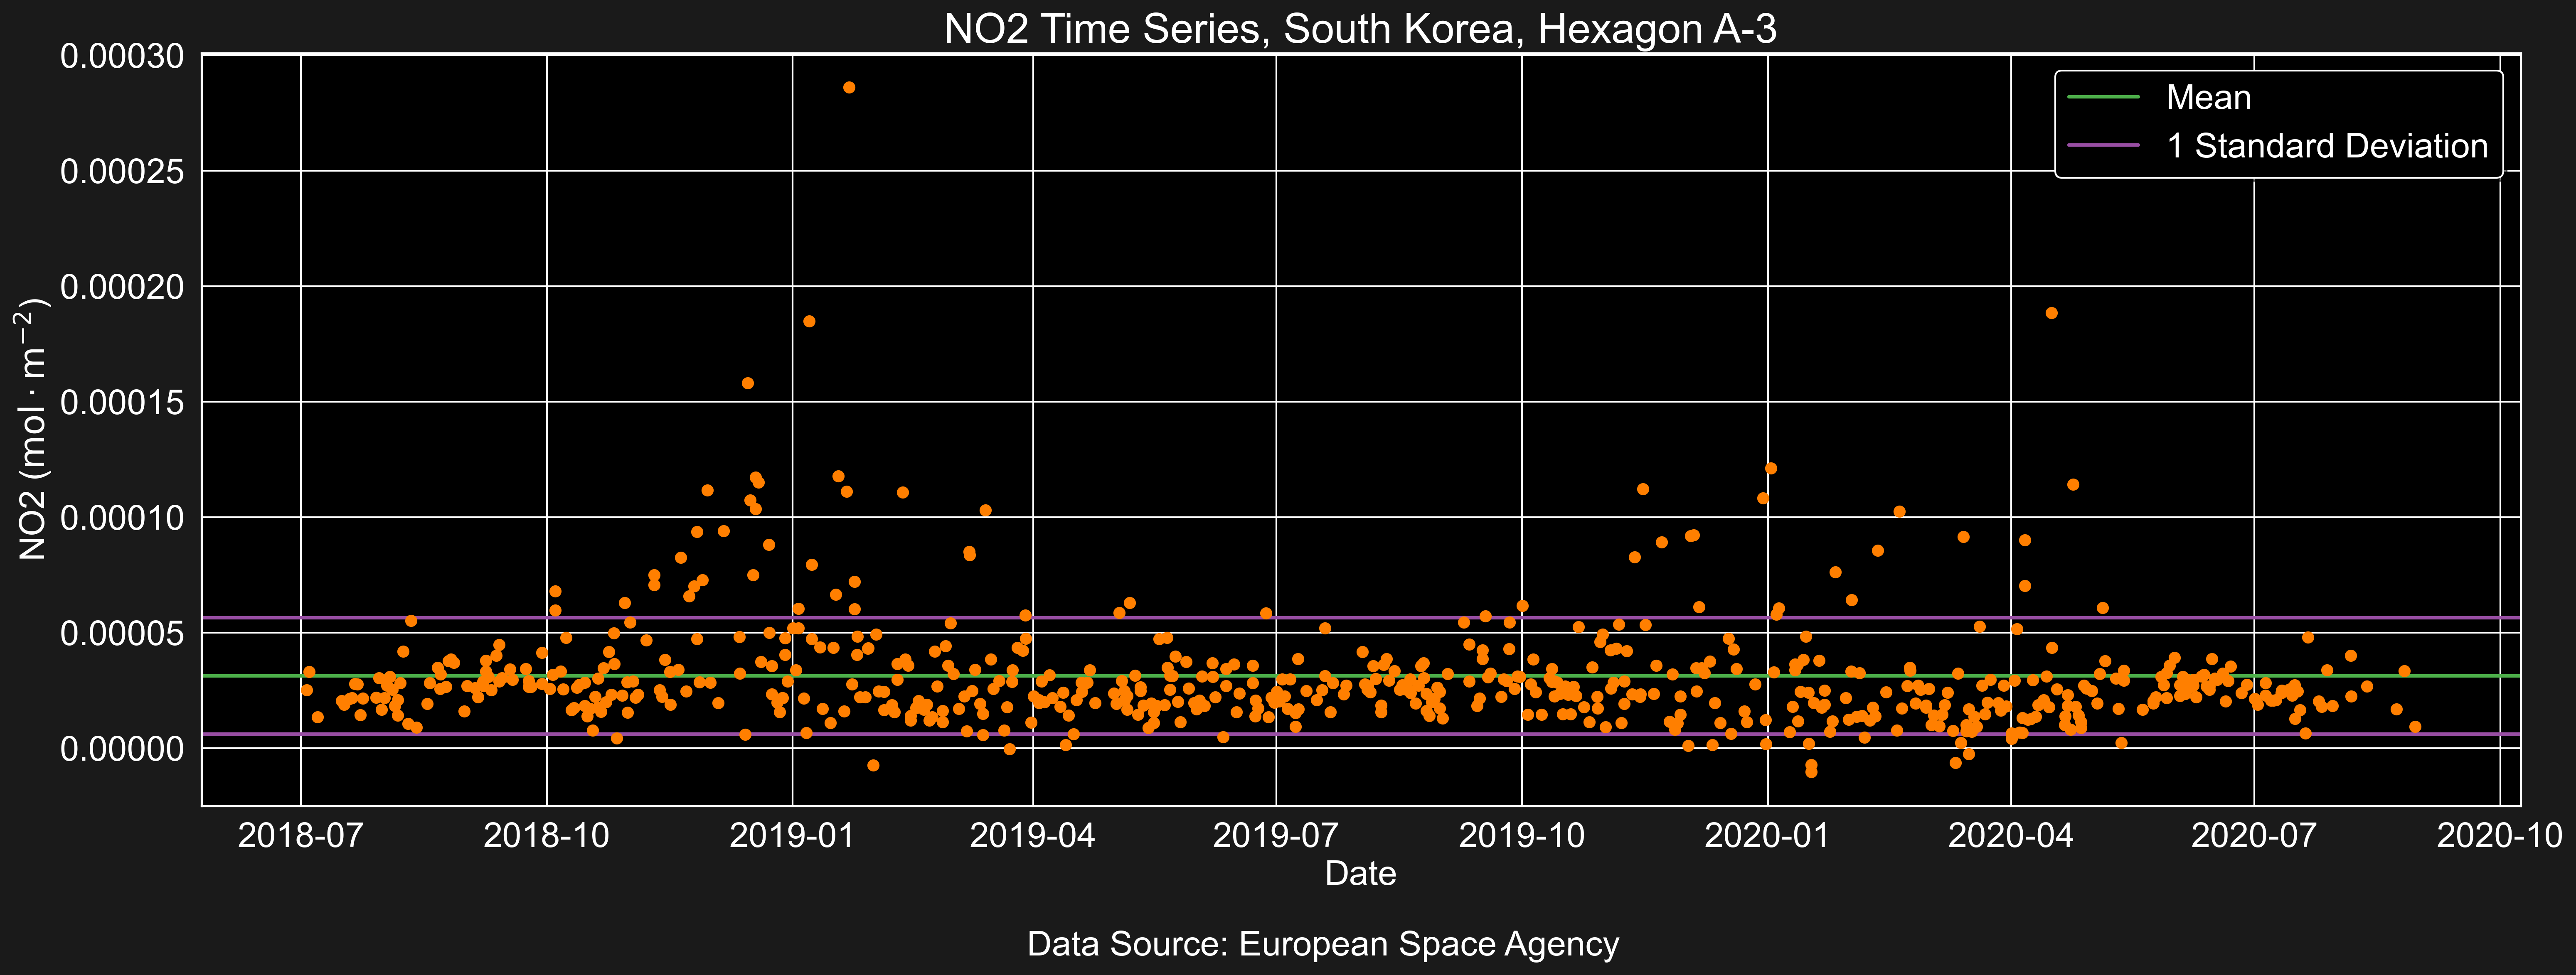 NO2 Time Series, South Korea, Hexagon A-3
0.00030
0.00025
0.00020
0.00015
0.00010
0.00005
0.00000
NO2 (mol · m⁻²)
Mean
1 Standard Deviation
2018-07 2018-10 2019-01 2019-04 2019-07 2019-10 2020-01 2020-04 2020-07 2020-10
Date
Data Source: European Space Agency